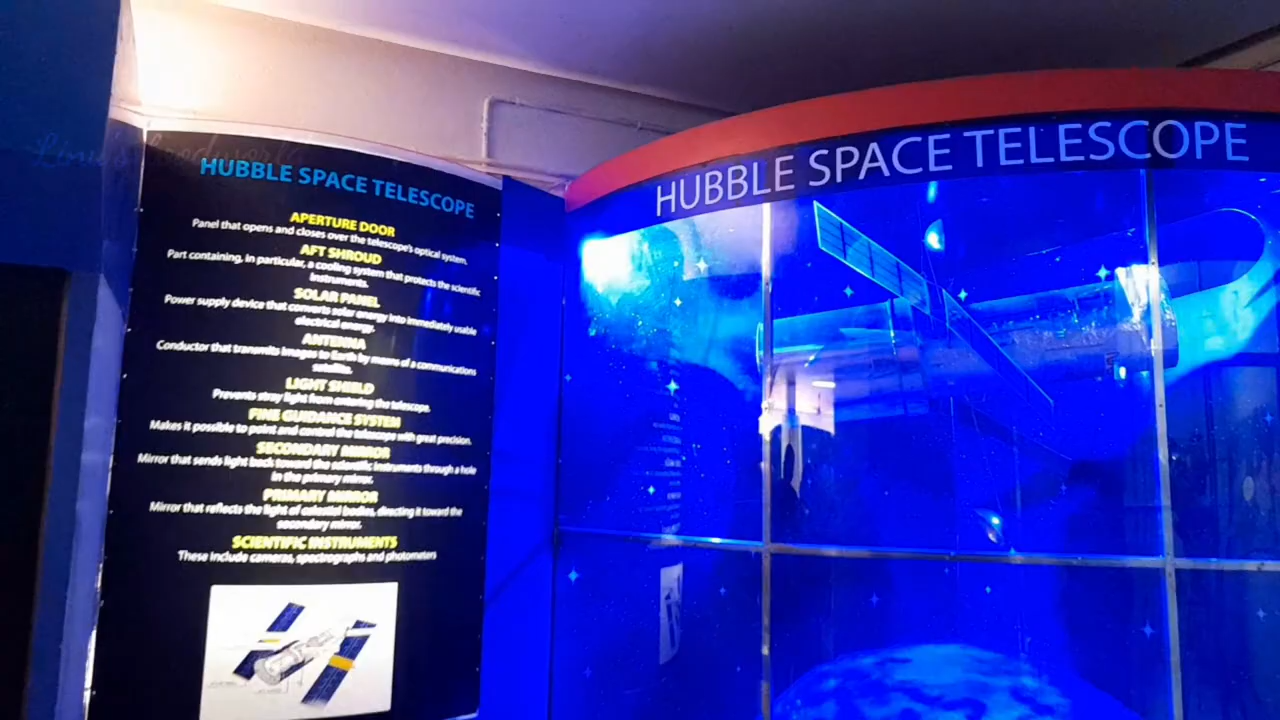 HUBBLE SPACE TELESCOPE
APERTURE DOOR
Panel that opens and closes over the telescope's optical system.
AFT SHROUD
Part containing, in particular, a cooling system that protects the scientific
instruments.
SOLAR PANEL
Power supply device that converts solar energy into immediately usable
electrical energy.
ANTENNA
Conductor that transmits images to Earth by means of a communications
satellite.
LIGHT SHIELD
Prevents stray light from entering the telescope.
FINE GUIDANCE SYSTEM
Makes it possible to point and control the telescope with great precision.
SECONDARY MIRROR
Mirror that sends light back toward the scientific instruments through a hole
in the primary mirror.
PRIMARY MIRROR
Mirror that reflects the light of celestial bodies, directing it toward the
secondary mirror.
SCIENTIFIC INSTRUMENTS
These include cameras, spectrographs and photometers
HUBBLE SPACE TELESCOPE